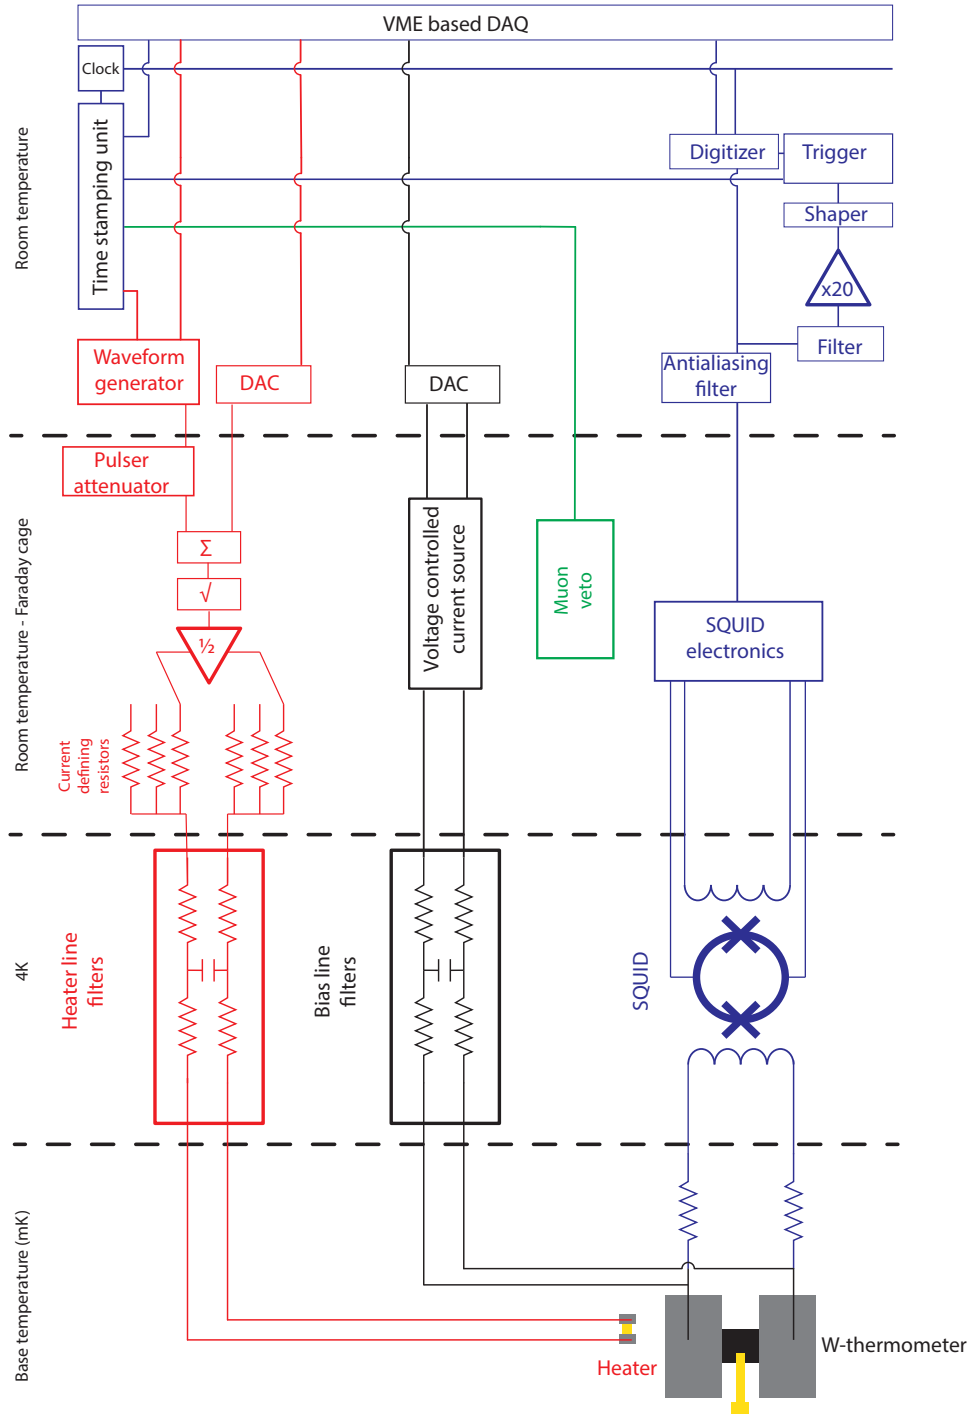 VME based DAQ
Clock
Time stamping unit
Room temperature
Digitizer
Trigger
Shaper
x20
Filter
Antialiasing
filter
Waveform
generator
DAC
DAC
Pulser
attenuator
Σ
√
½
Current
defining
resistors
Room temperature - Faraday cage
Voltage controlled
current source
Muon
veto
SQUID
electronics
4K
Heater line
filters
Bias line
filters
SQUID
Base temperature (mK)
Heater
W-thermometer